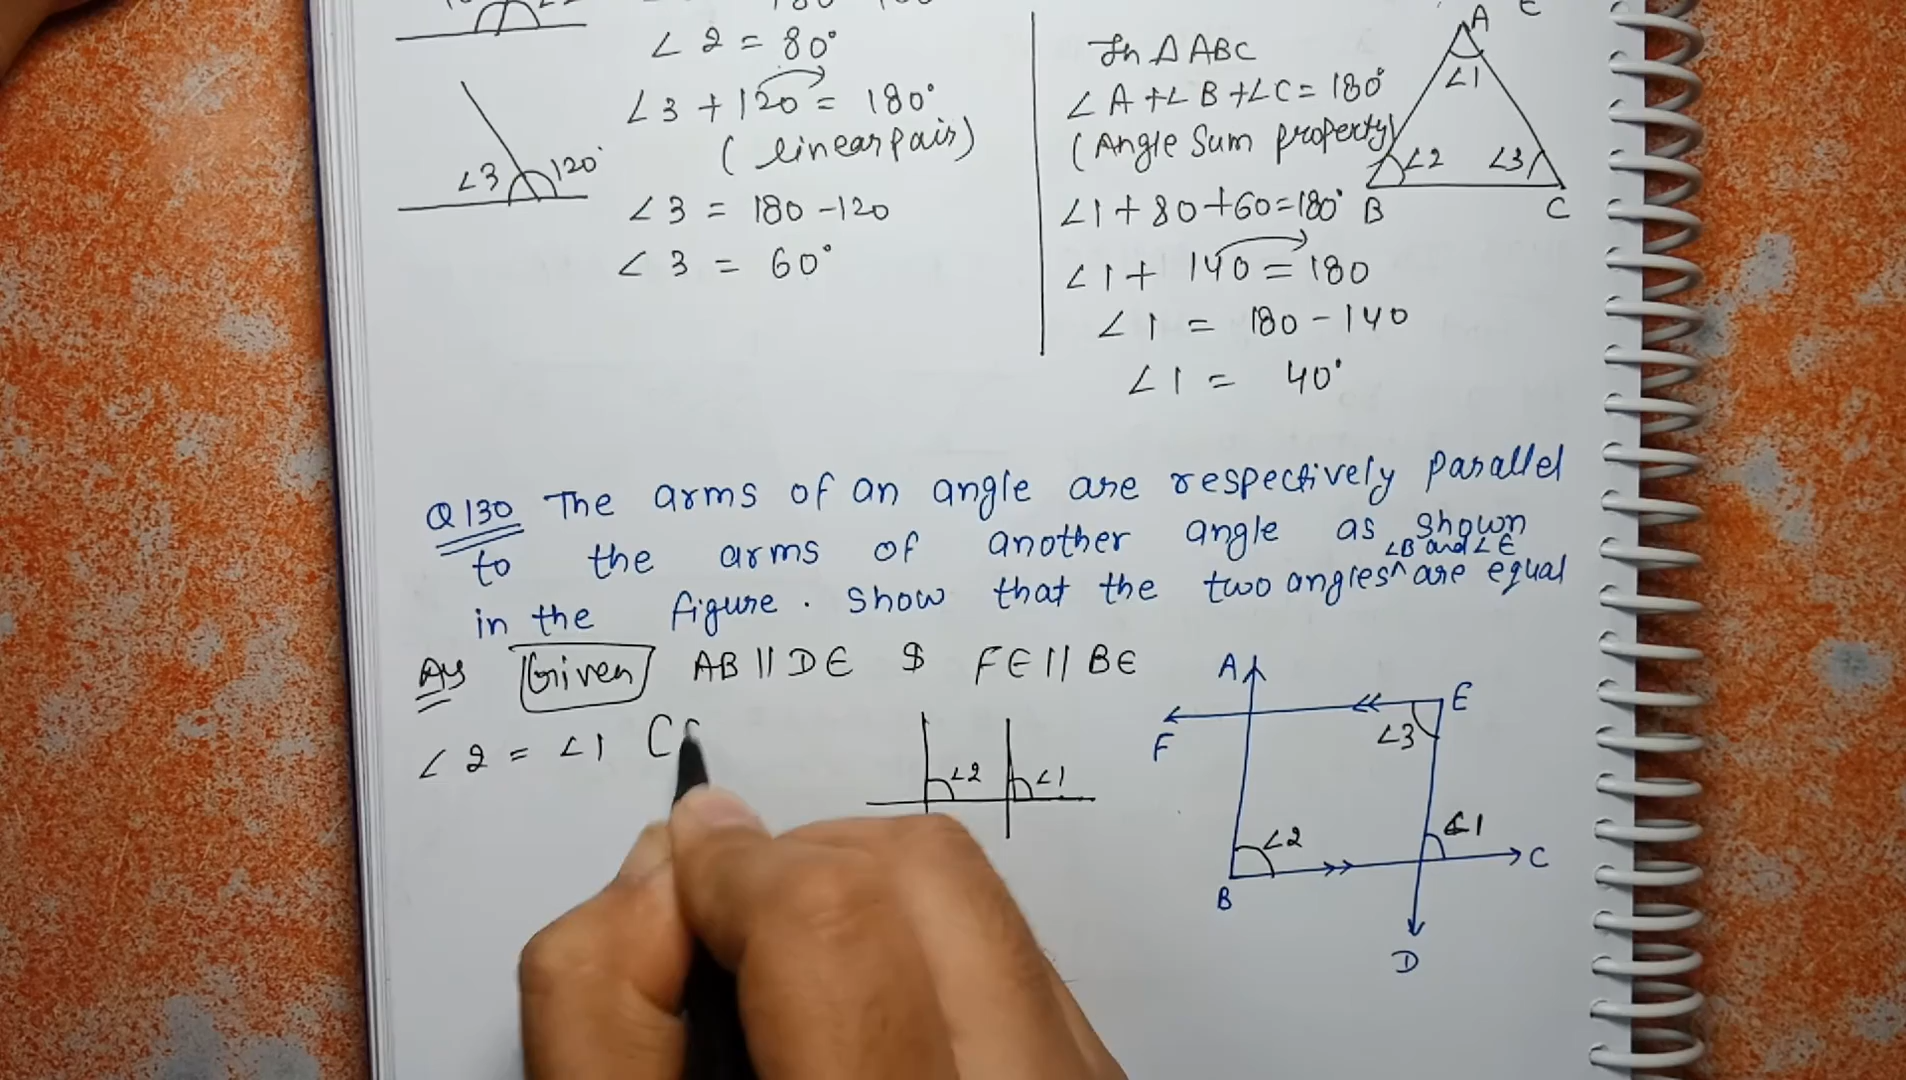 ∠2 = 80°
∠3 + 120 = 180°
(linear pair)
∠3 = 180 - 120
∠3 = 60°
∠3 120°
In △ ABC
∠A + ∠B + ∠C = 180°
(Angle Sum property)
∠1 + 80 + 60 = 180°
∠1 + 140 = 180
∠1 = 180 - 140
∠1 = 40°
A
∠1
∠2 ∠3
B C
Q130 The arms of an angle are respectively parallel
to the arms of another angle as shown
∠B and ∠E
in the figure. Show that the two angles ^ are equal
Given AB || DE & FE || BE
∠2 = ∠1 (
∠2 ∠1
A
E
F
∠3
∠2 ∠1
B C
D